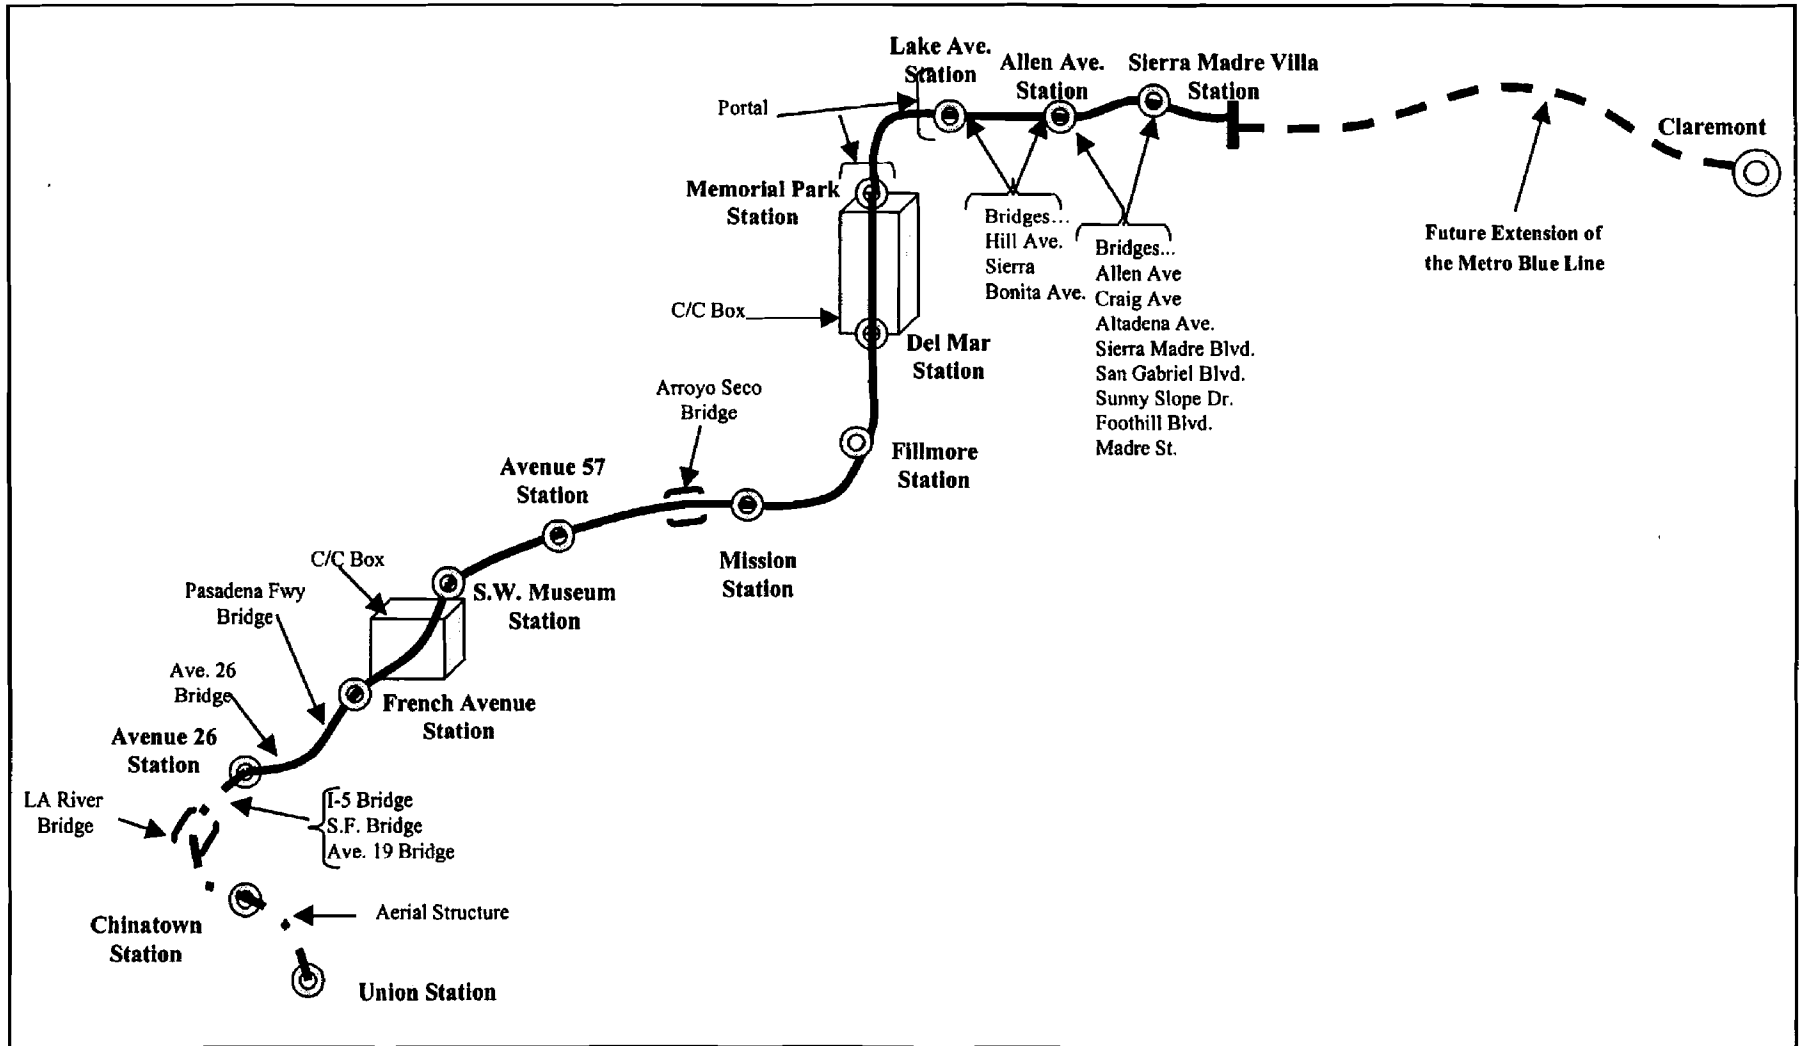 Lake Ave.
Station
Allen Ave.
Station
Sierra Madre Villa
Station
Portal
Claremont
Memorial Park
Station
Bridges...
Hill Ave.
Sierra
Bonita Ave.
Bridges...
Allen Ave
Craig Ave
Altadena Ave.
Sierra Madre Blvd.
San Gabriel Blvd.
Sunny Slope Dr.
Foothill Blvd.
Madre St.
Future Extension of
the Metro Blue Line
C/C Box
Del Mar
Station
Arroyo Seco
Bridge
Fillmore
Station
Avenue 57
Station
Mission
Station
C/C Box
S.W. Museum
Station
Pasadena Fwy
Bridge
Ave. 26
Bridge
French Avenue
Station
Avenue 26
Station
LA River
Bridge
I-5 Bridge
S.F. Bridge
Ave. 19 Bridge
Chinatown
Station
Aerial Structure
Union Station